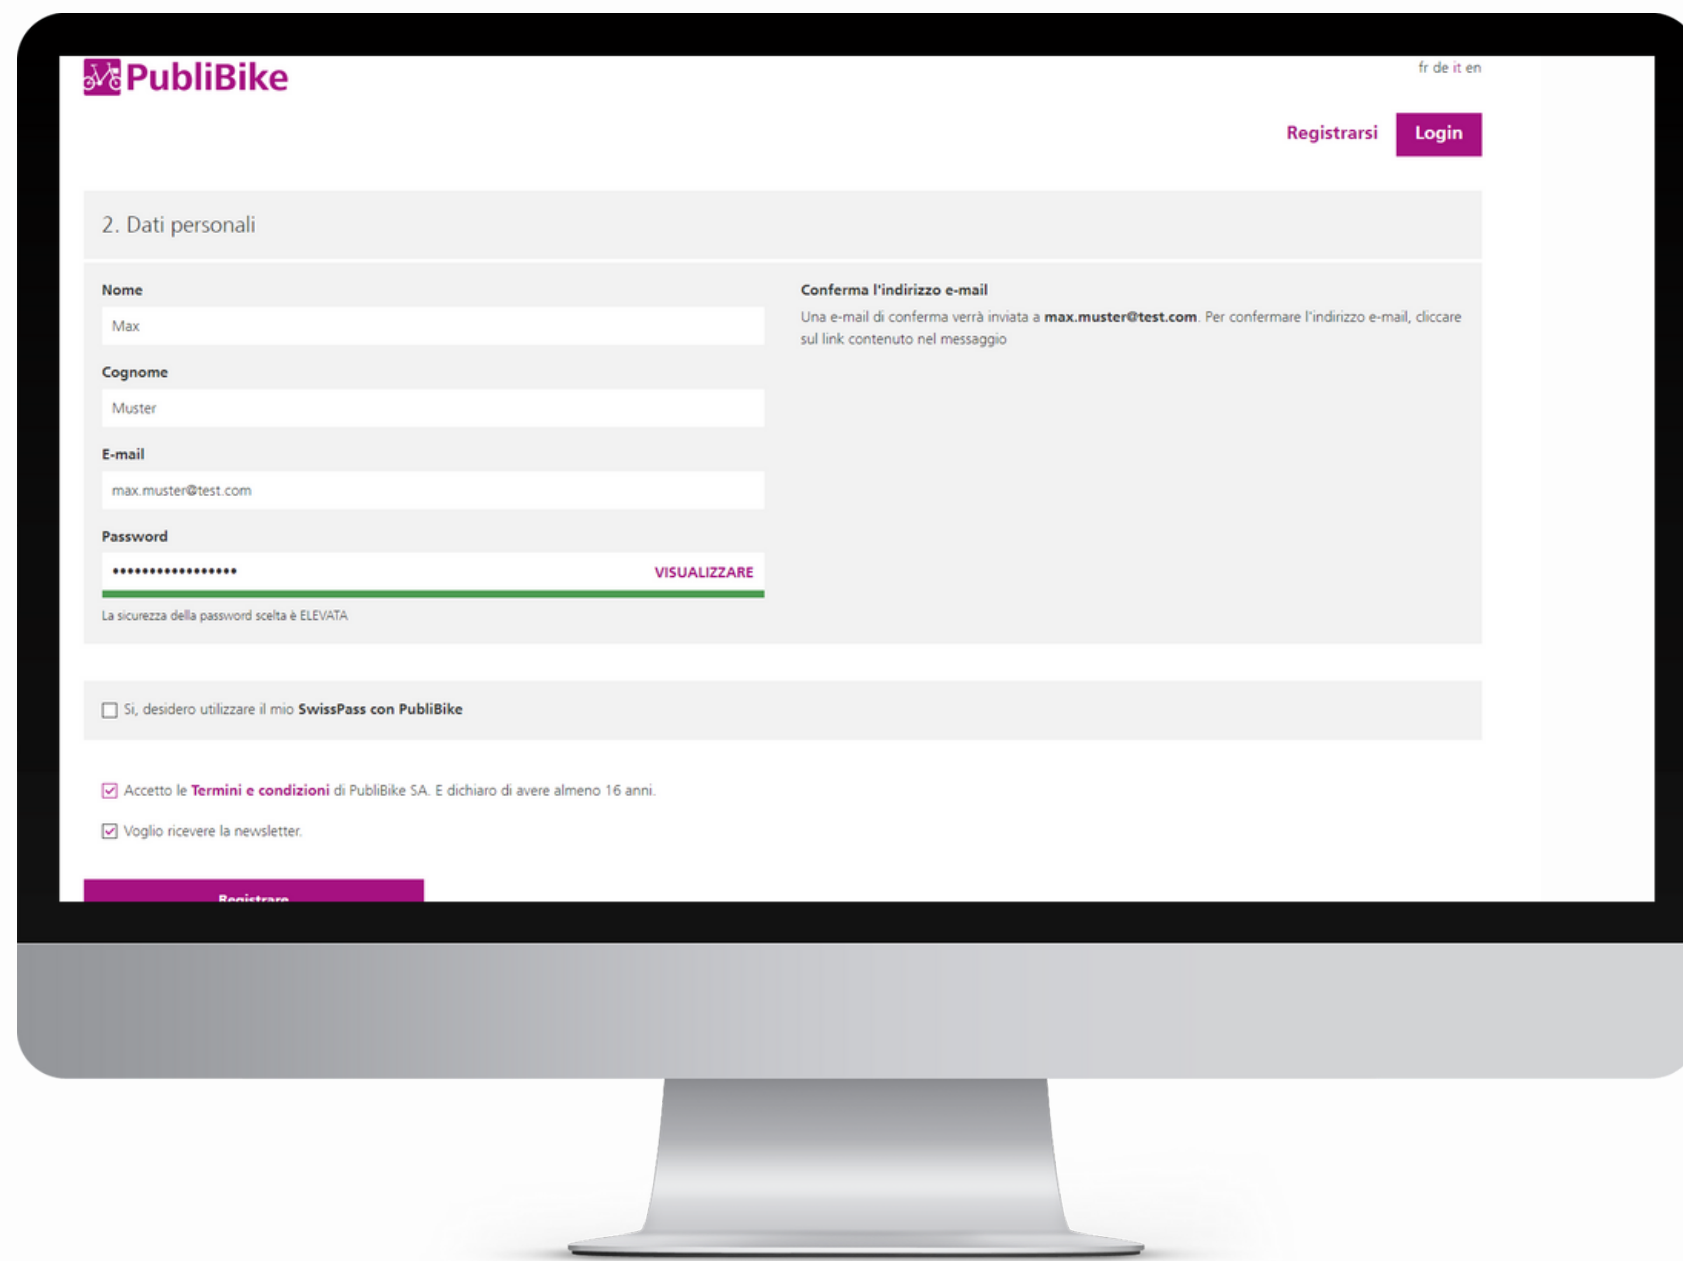 PubliBike
fr de it en
Registrarsi
Login
2. Dati personali
Nome
Max
Cognome
Muster
E-mail
max.muster@test.com
Password
•••••••••••••••••
VISUALIZZARE
La sicurezza della password scelta è ELEVATA
Conferma l'indirizzo e-mail
Una e-mail di conferma verrà inviata a max.muster@test.com. Per confermare l'indirizzo e-mail, cliccare
sul link contenuto nel messaggio
Si, desidero utilizzare il mio SwissPass con PubliBike
Accetto le Termini e condizioni di PubliBike SA. E dichiaro di avere almeno 16 anni.
Voglio ricevere la newsletter.
Registrare